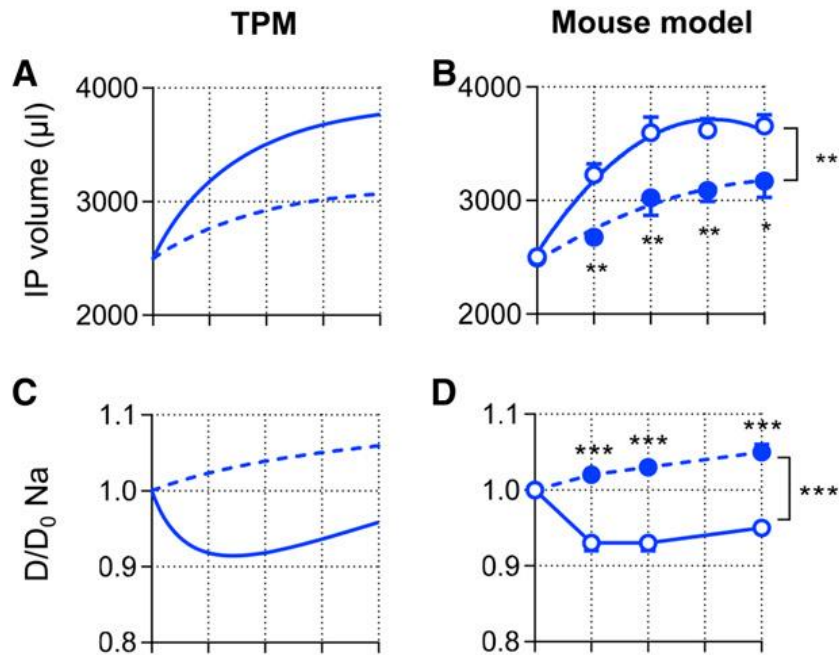 TPM
Mouse model
A
B
IP volume (µl)
4000
3000
2000
4000
3000
2000
**
**
**
**
*
C
D
D/D0 Na
1.1
1.0
0.9
0.8
1.1
1.0
0.9
0.8
***
***
***
***